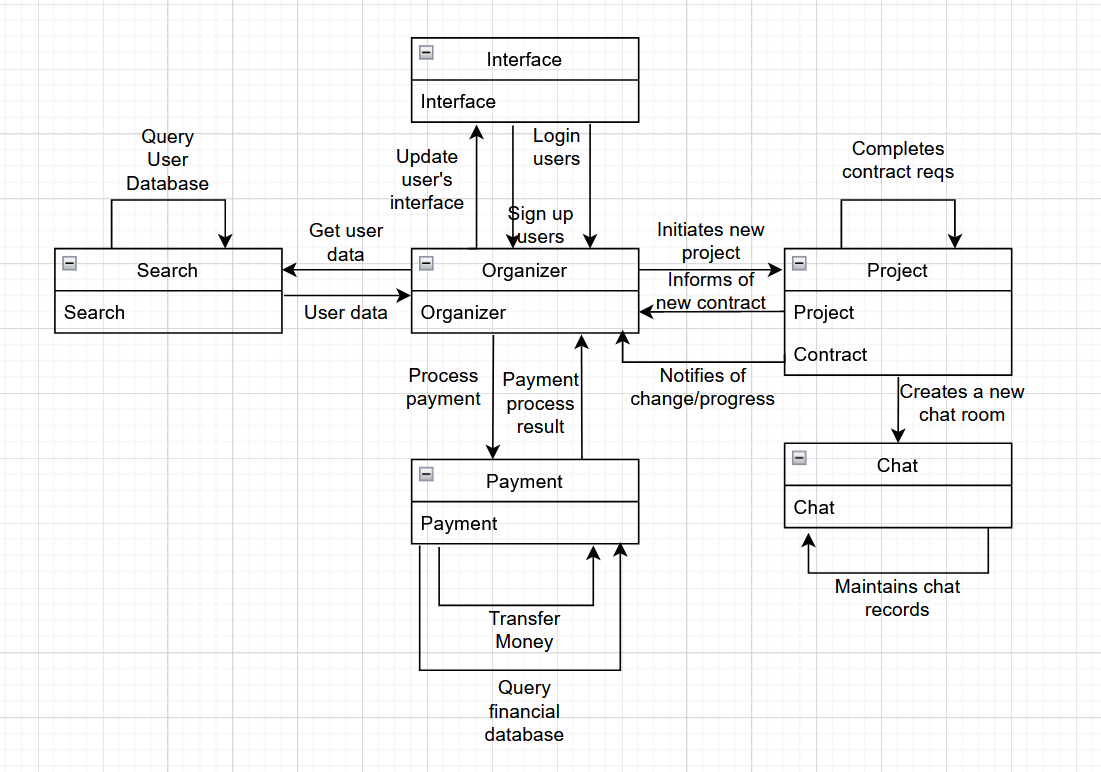 Interface
Interface
Query
User
Database
Update
user's
interface
Login
users
Sign up
users
Completes
contract reqs
Get user
data
Initiates new
project
Search
Search
User data
Organizer
Organizer
Informs of
new contract
Project
Project
Contract
Process
payment
Payment
process
result
Notifies of
change/progress
Creates a new
chat room
Payment
Payment
Chat
Chat
Transfer
Money
Maintains chat
records
Query
financial
database